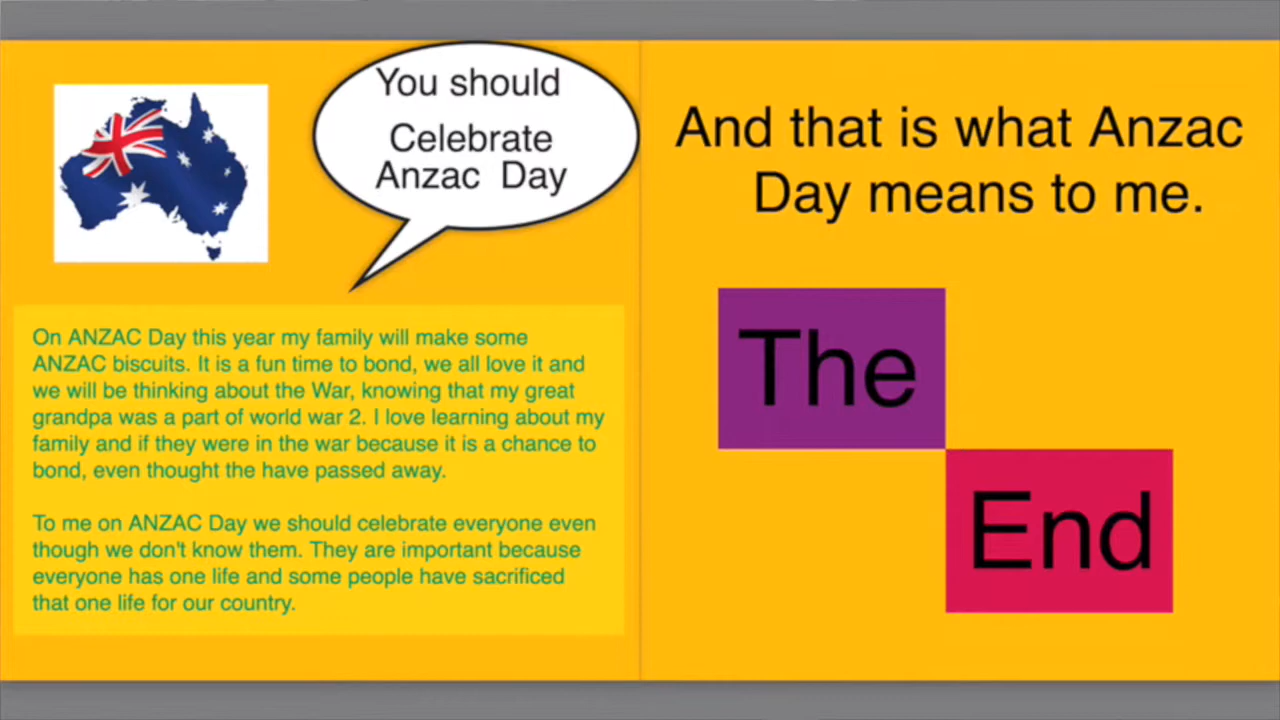 You should
Celebrate
Anzac Day
On ANZAC Day this year my family will make some
ANZAC biscuits. It is a fun time to bond, we all love it and
we will be thinking about the War, knowing that my great
grandpa was a part of world war 2. I love learning about my
family and if they were in the war because it is a chance to
bond, even thought the have passed away.
To me on ANZAC Day we should celebrate everyone even
though we don't know them. They are important because
everyone has one life and some people have sacrificed
that one life for our country.
And that is what Anzac
Day means to me.
The
End